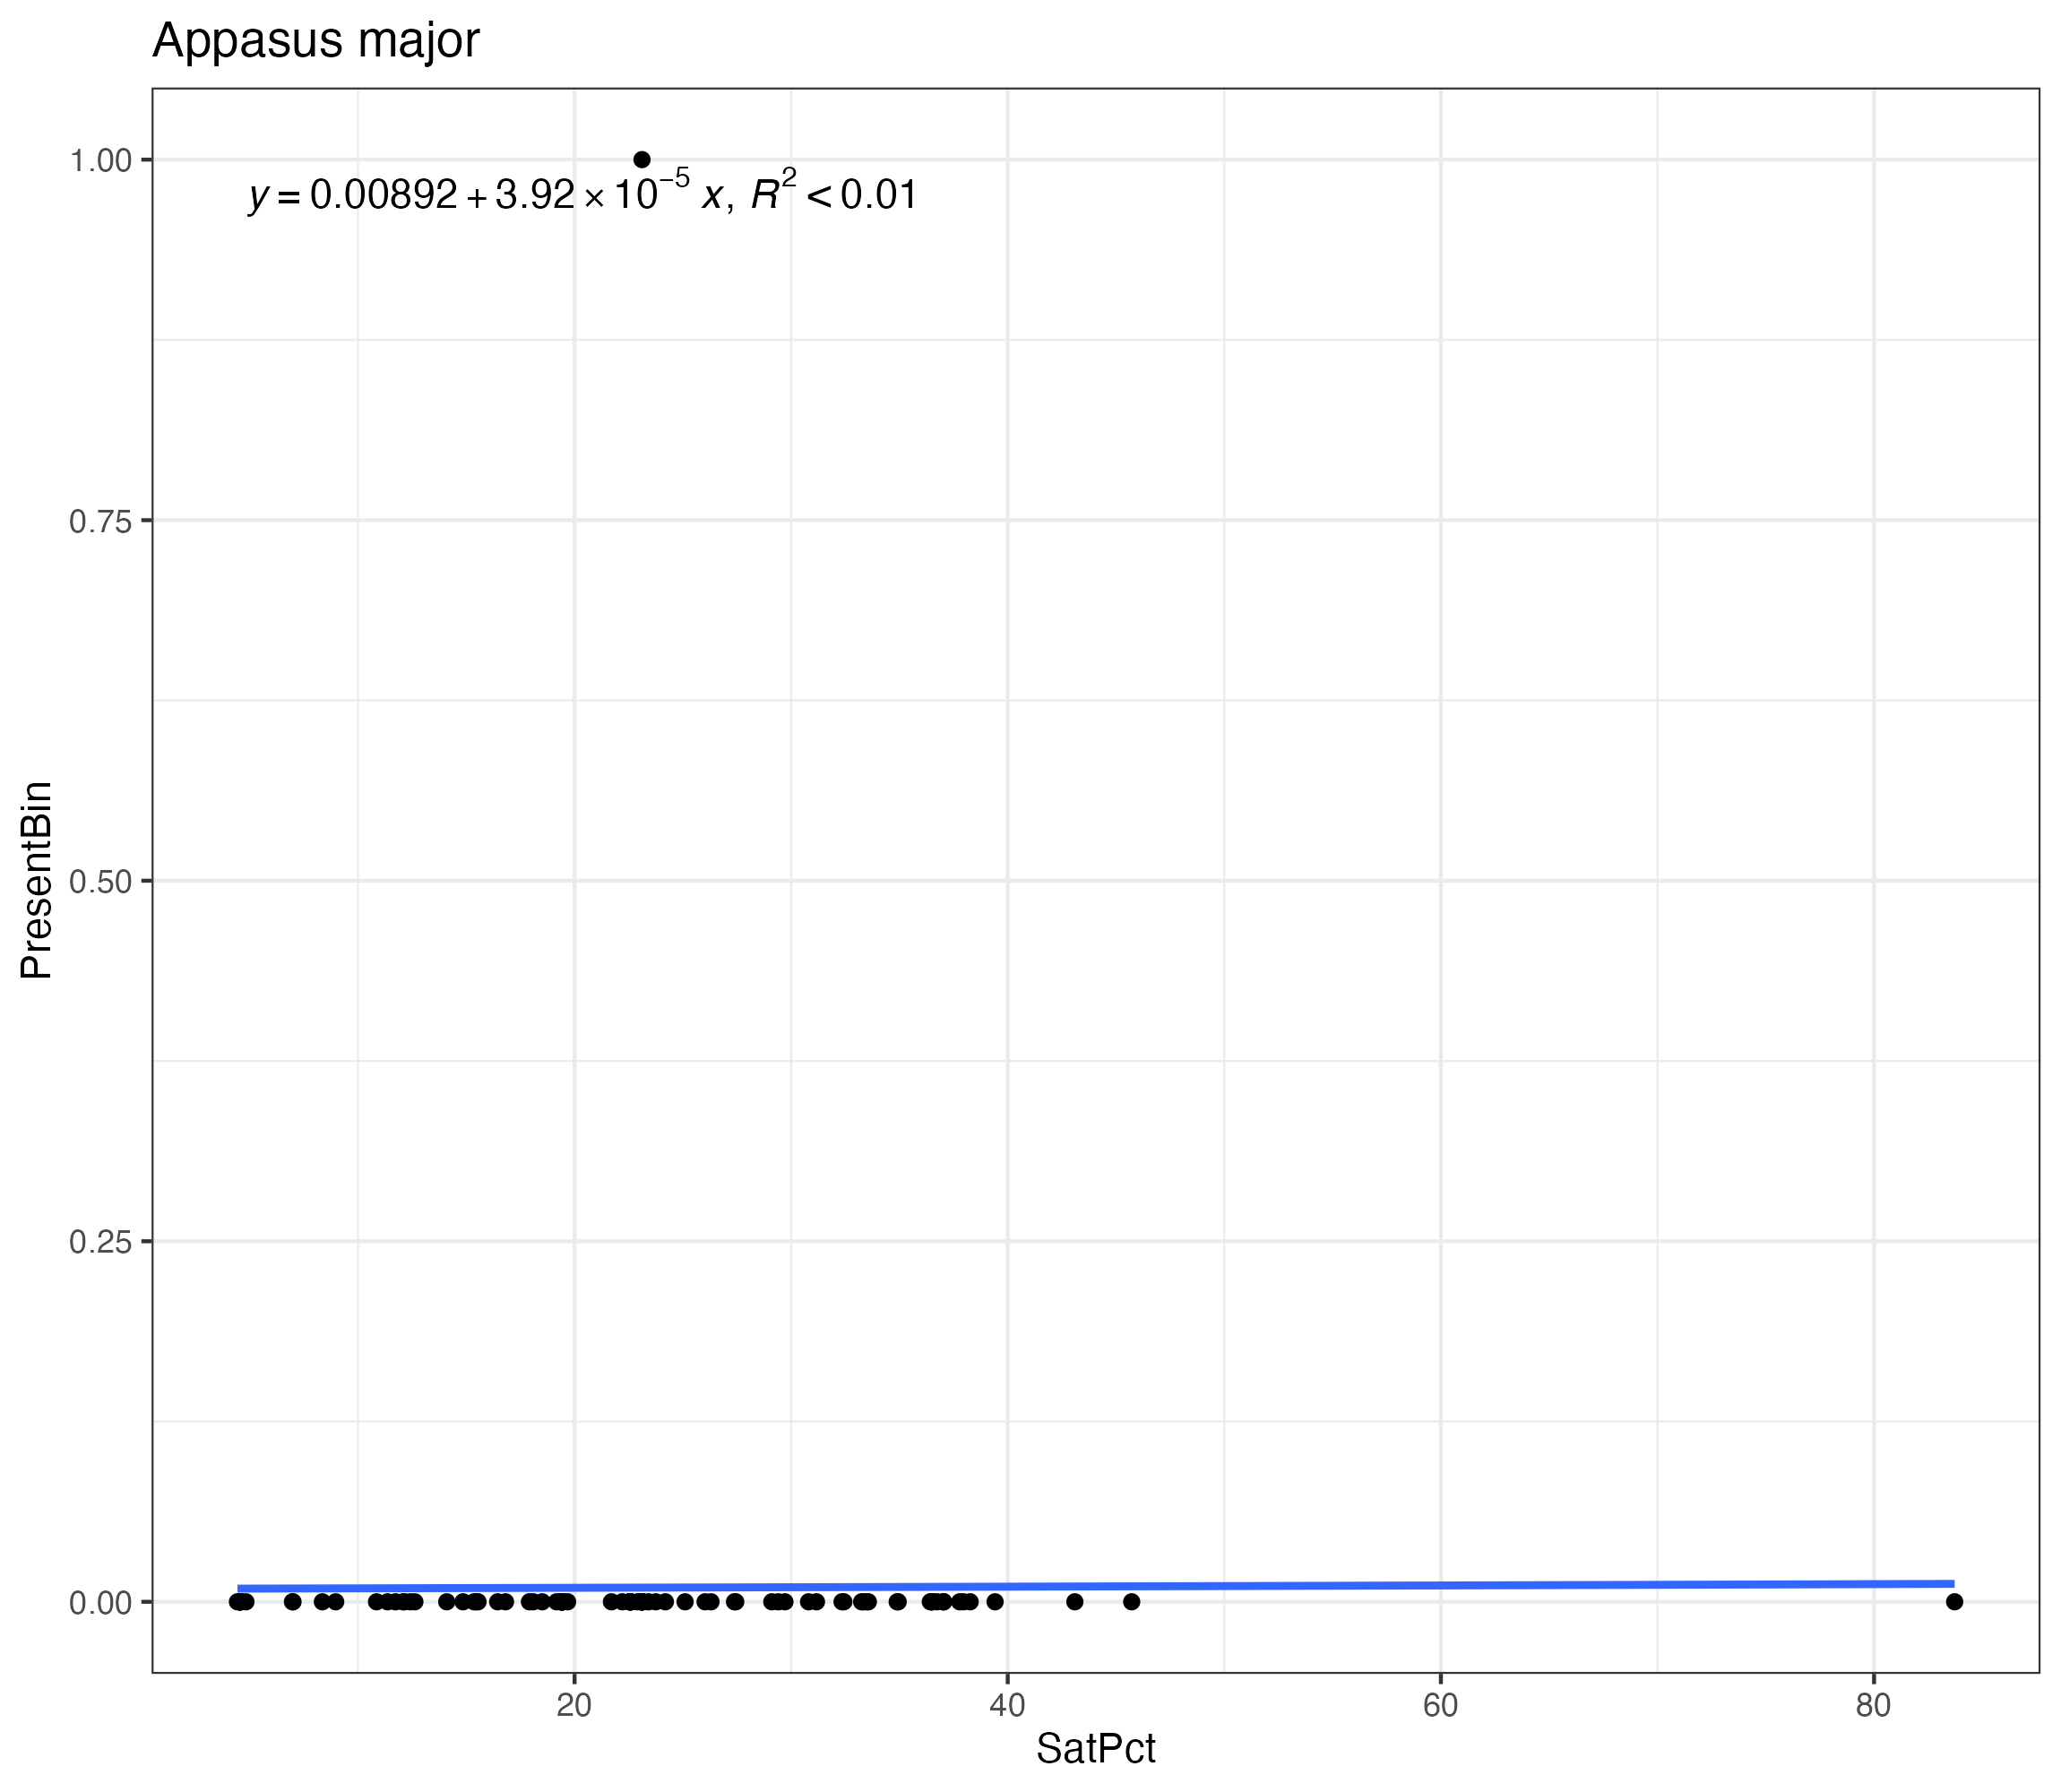 Appasus major
1.00
y = 0.00892 + 3.92 × 10⁻⁵ x, R² < 0.01
0.75
0.50
0.25
0.00
PresentBin
20 40 60 80
SatPct